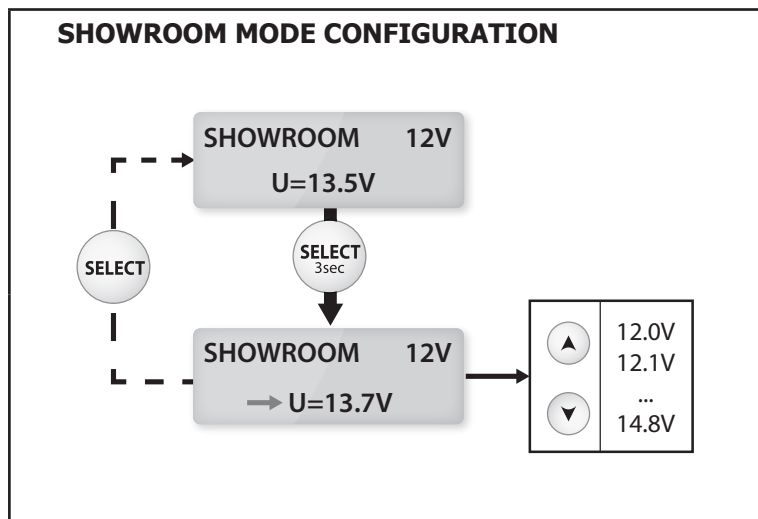 SHOWROOM MODE CONFIGURATION
SHOWROOM 12V
U=13.5V
SELECT
SELECT
3sec
SHOWROOM 12V
U=13.7V
12.0V
12.1V
...
14.8V